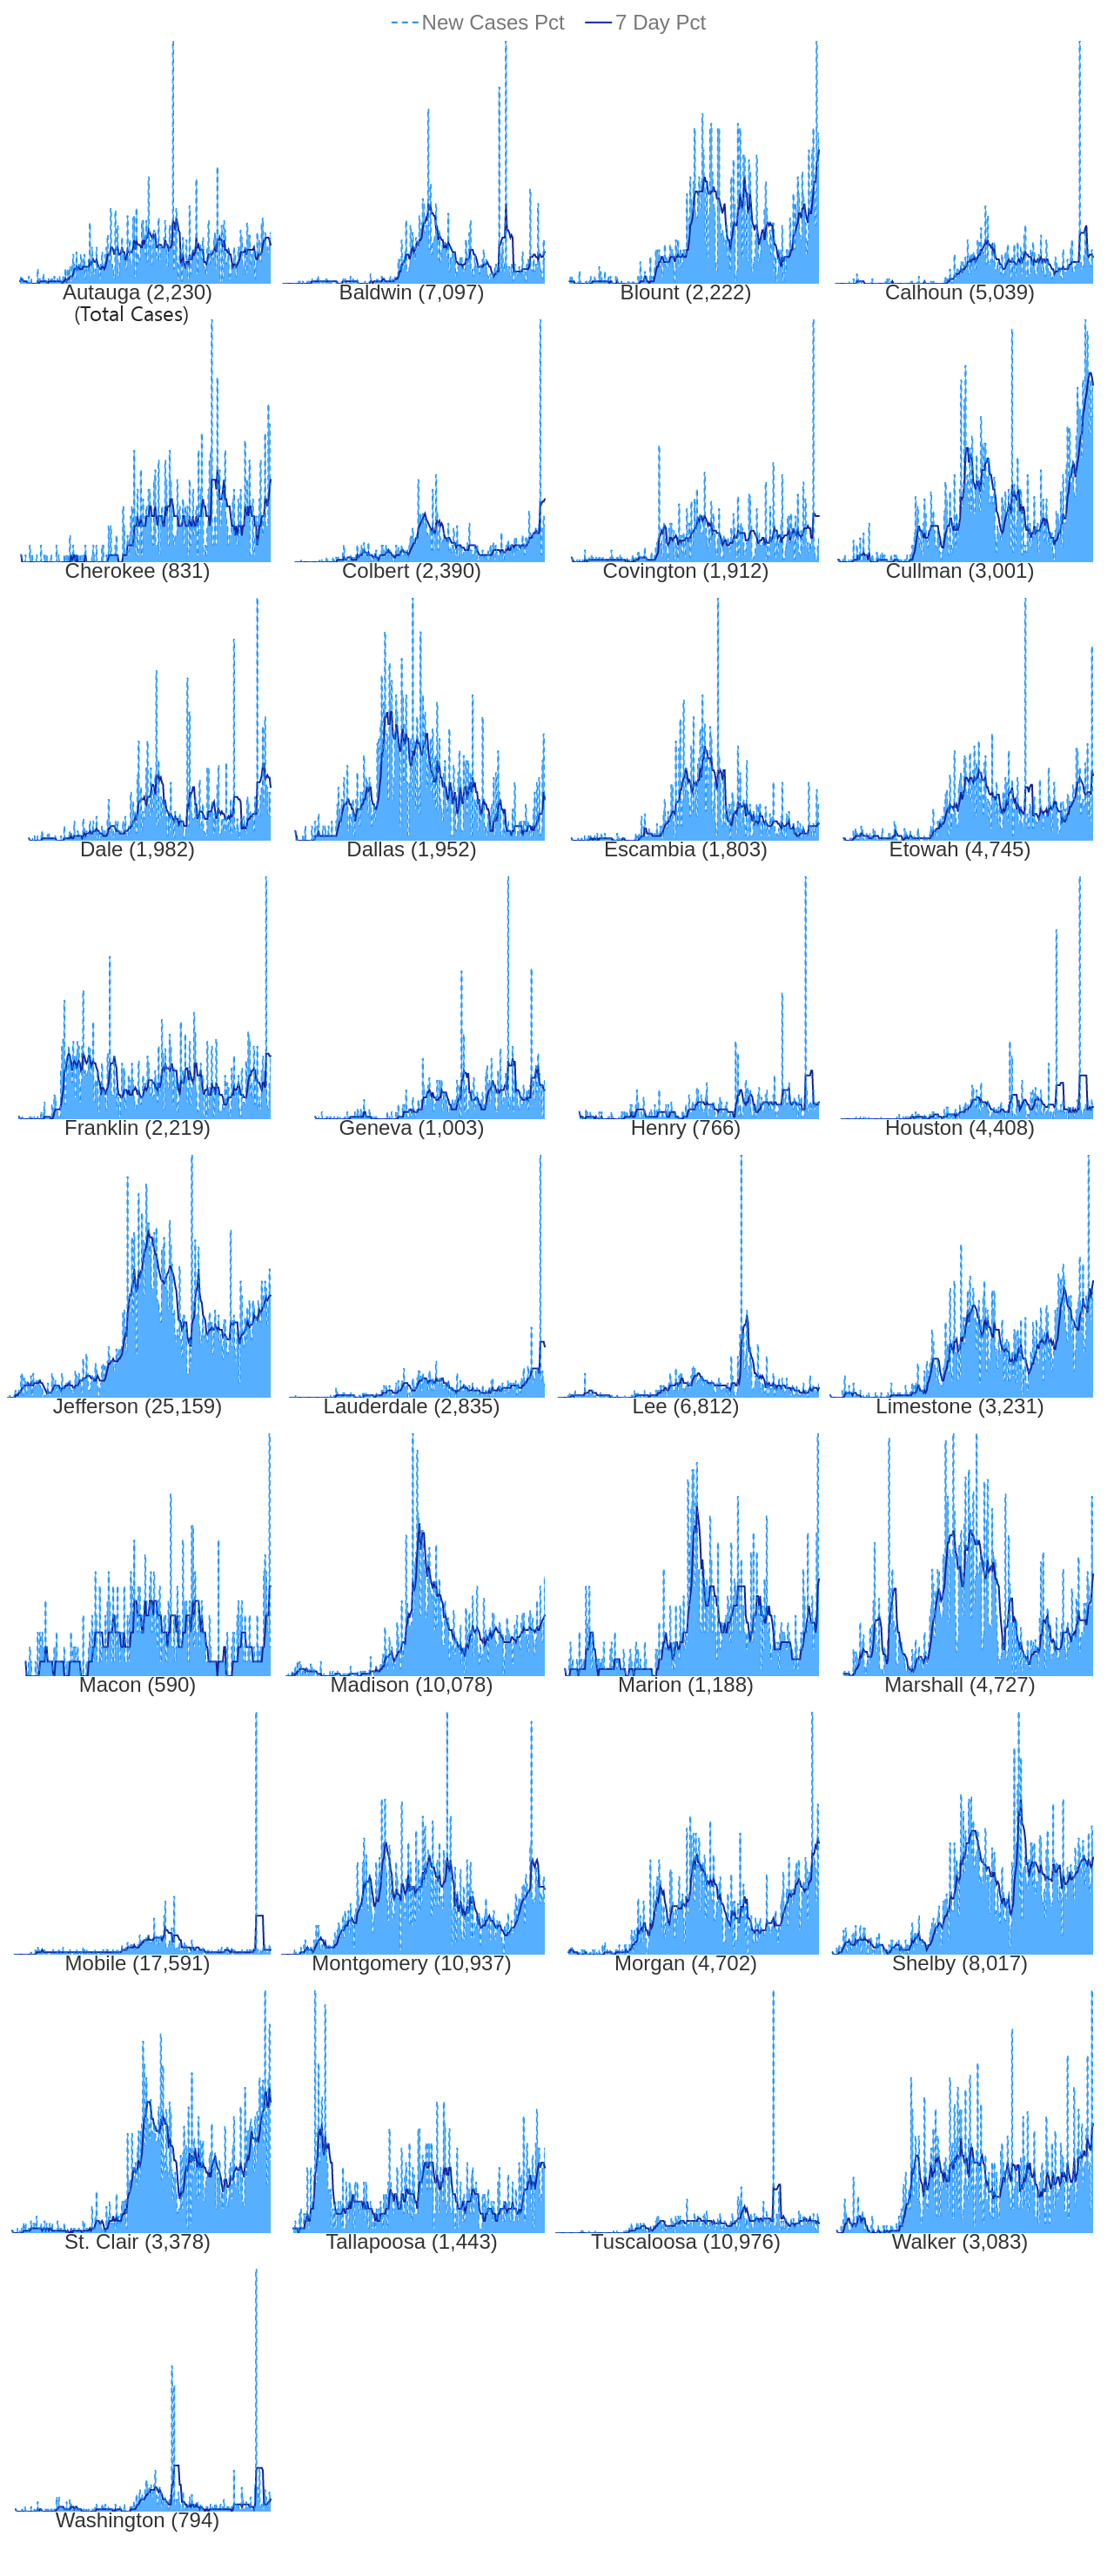 New Cases Pct 7 Day Pct
Autauga (2,230) Baldwin (7,097) Blount (2,222) Calhoun (5,039)
(Total Cases)
Cherokee (831) Colbert (2,390) Covington (1,912) Cullman (3,001)
Dale (1,982) Dallas (1,952) Escambia (1,803) Etowah (4,745)
Franklin (2,219) Geneva (1,003) Henry (766) Houston (4,408)
Jefferson (25,159) Lauderdale (2,835) Lee (6,812) Limestone (3,231)
Macon (590) Madison (10,078) Marion (1,188) Marshall (4,727)
Mobile (17,591) Montgomery (10,937) Morgan (4,702) Shelby (8,017)
St. Clair (3,378) Tallapoosa (1,443) Tuscaloosa (10,976) Walker (3,083)
Washington (794)